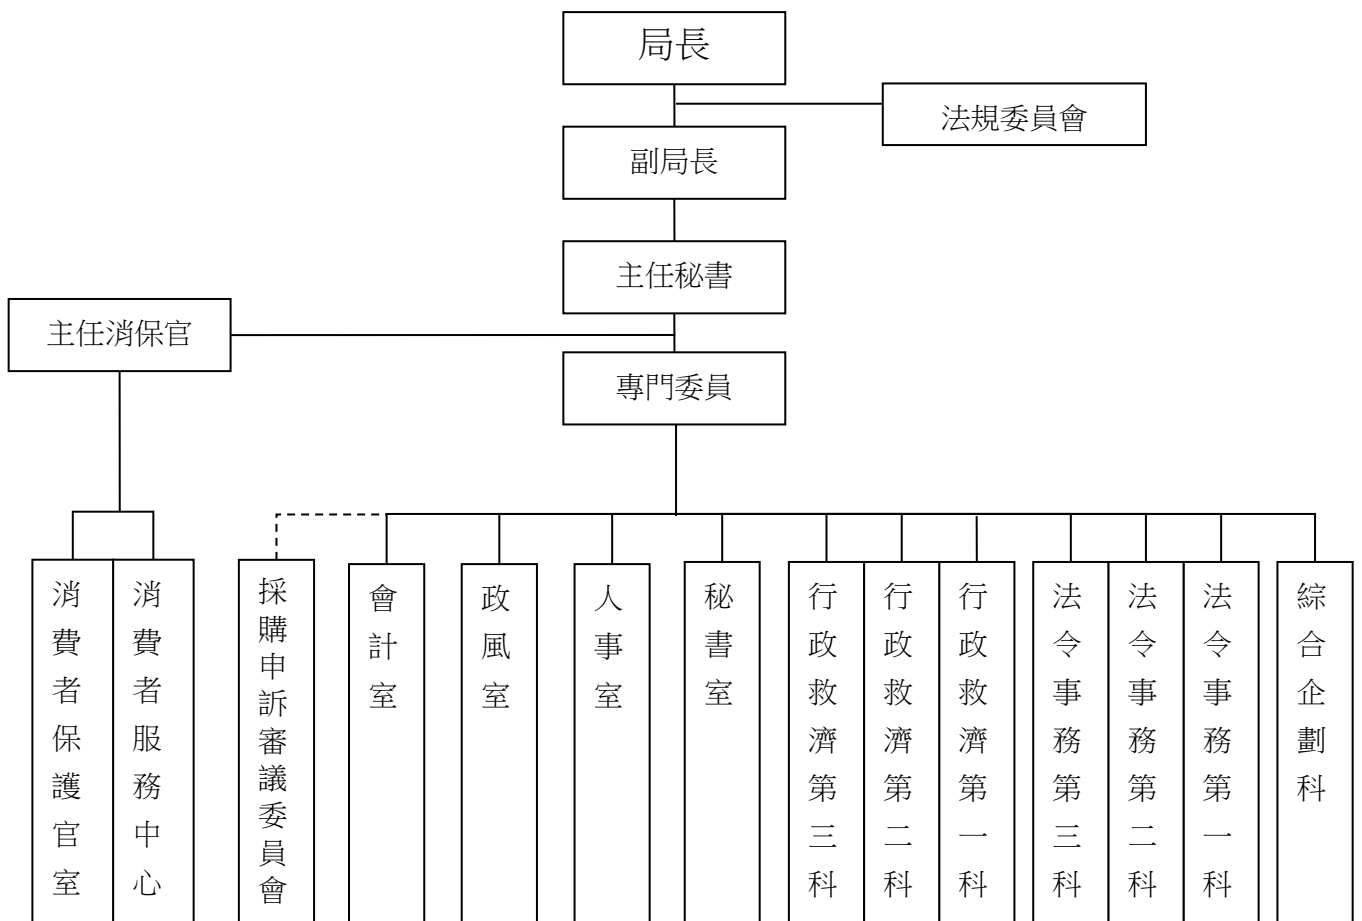 局長
法規委員會
副局長
主任秘書
主任消保官
專門委員
消費者保護官室
消費者服務中心
採購申訴審議委員會
會計室
政風室
人事室
秘書室
行政救濟第三科
行政救濟第二科
行政救濟第一科
法令事務第三科
法令事務第二科
法令事務第一科
綜合企劃科